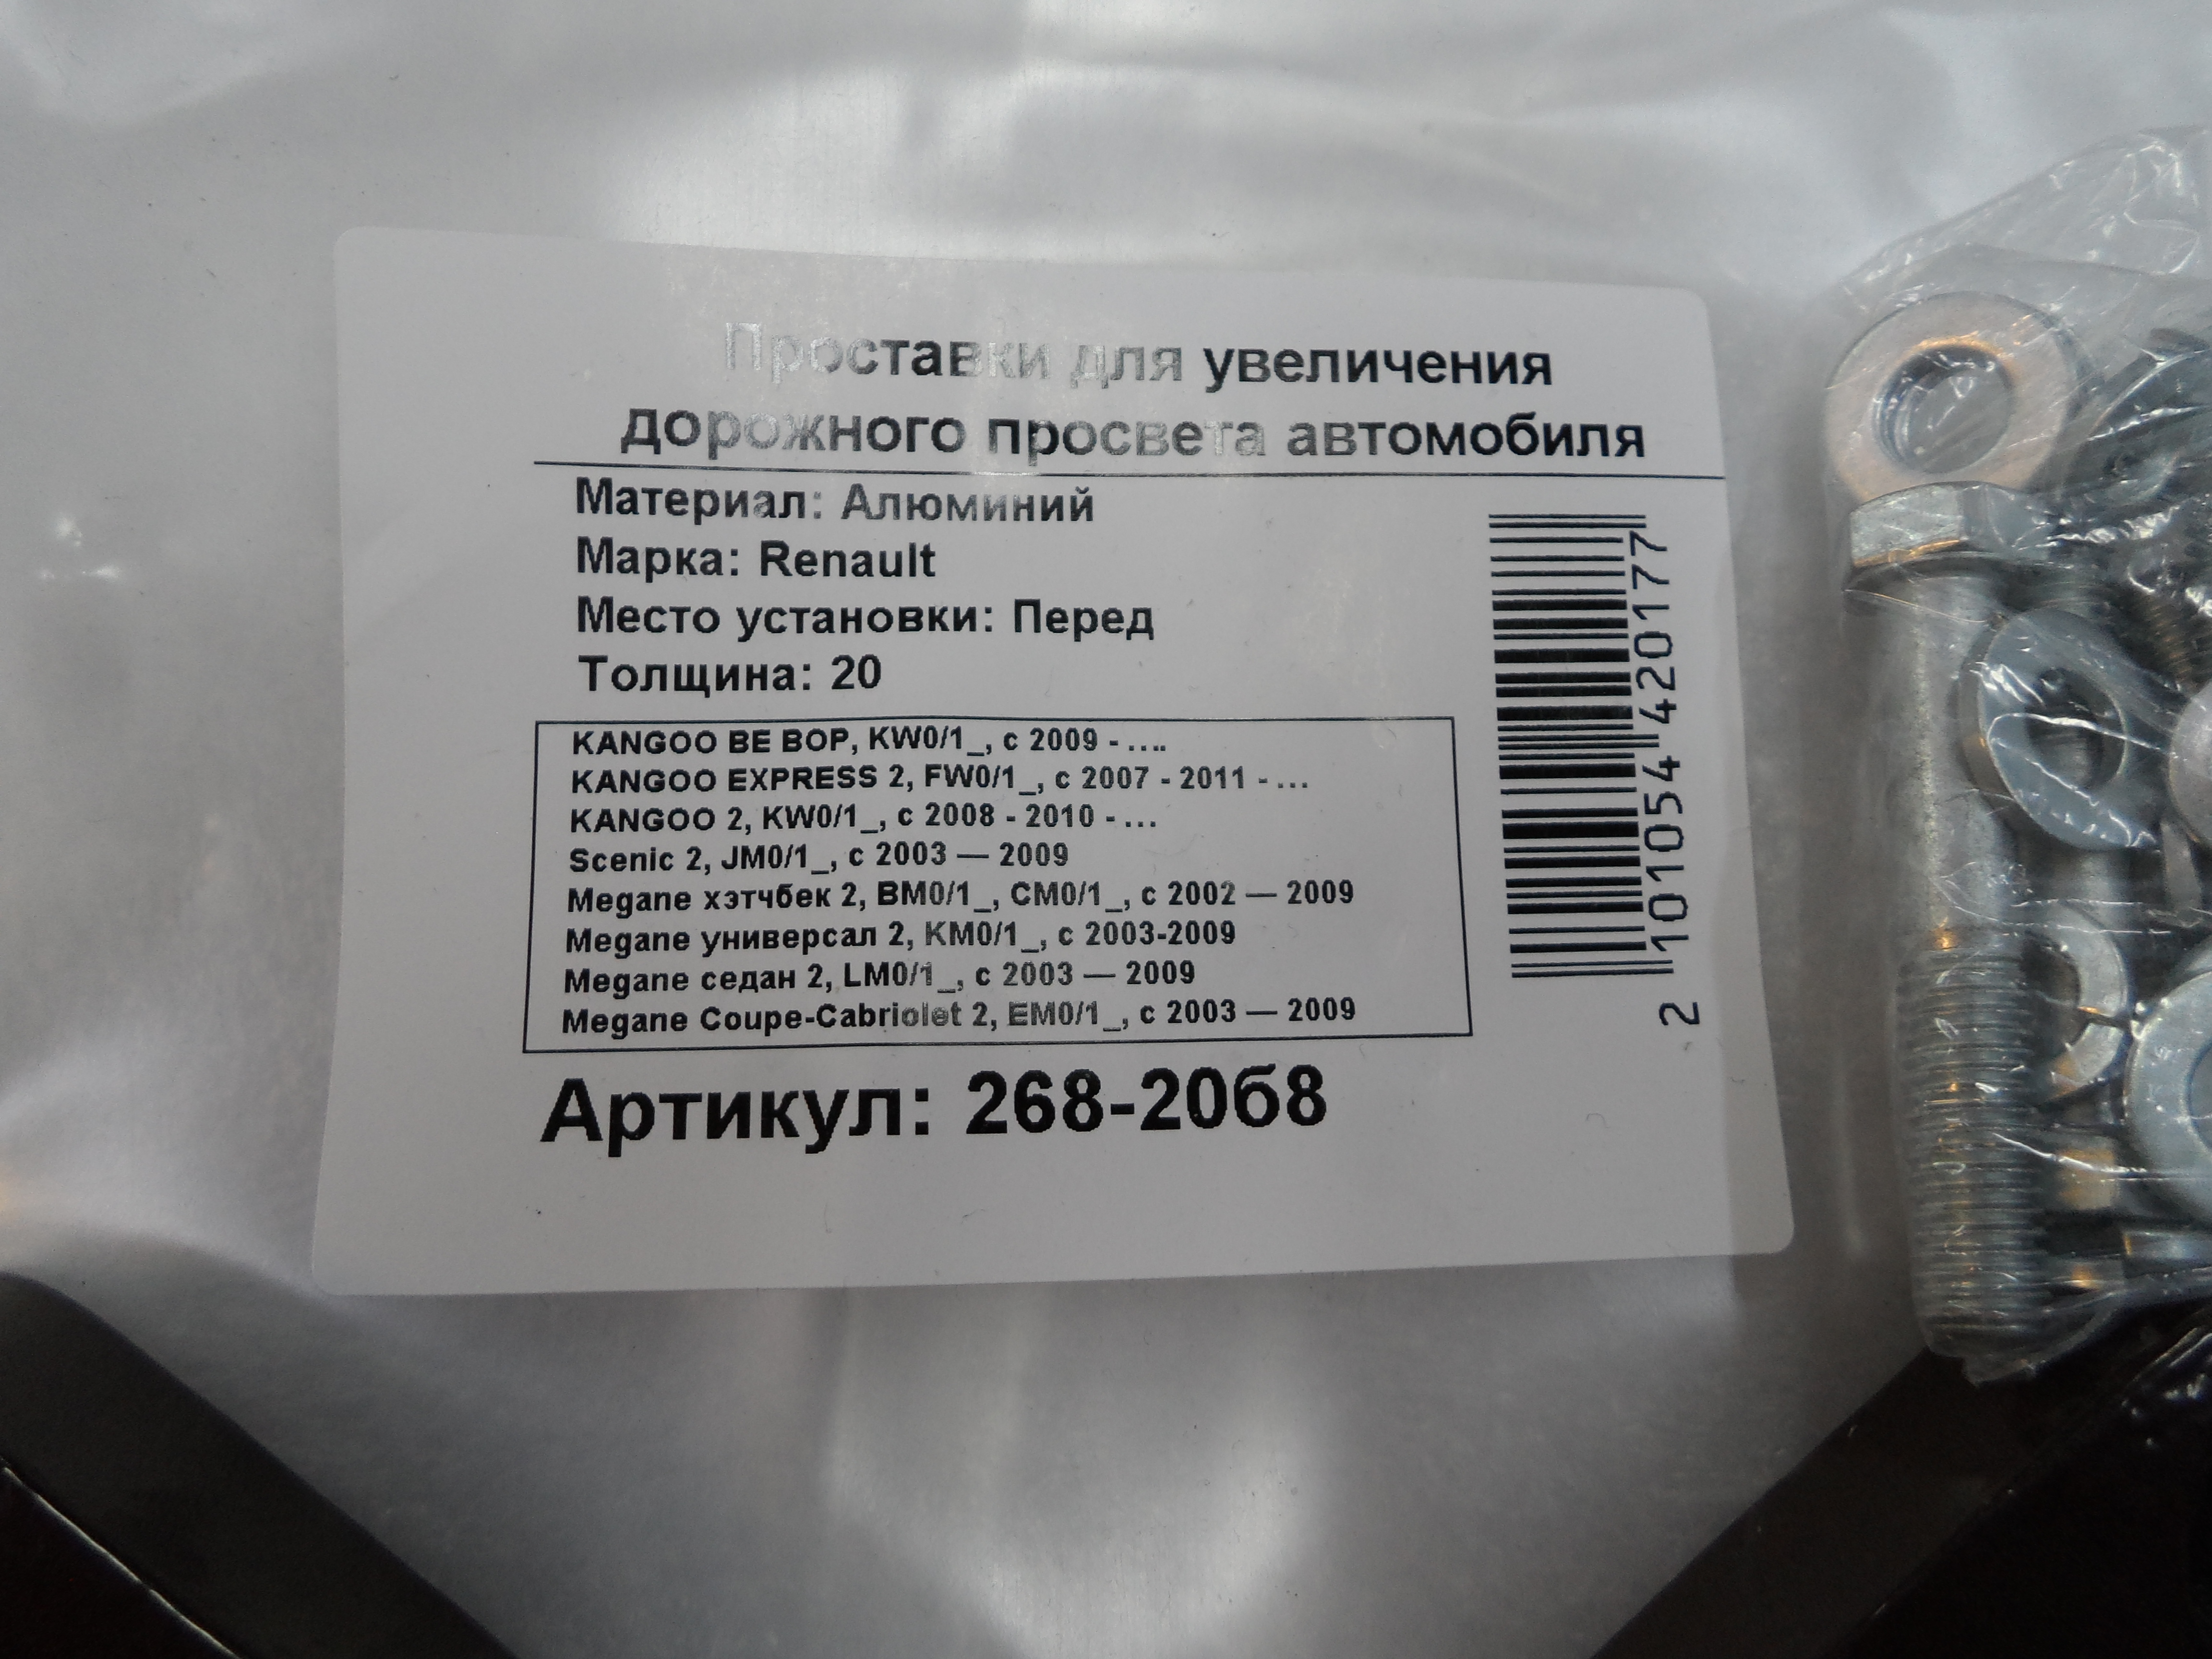 Проставки для увеличения
дорожного просвета автомобиля
Материал: Алюминий
Марка: Renault
Место установки: Перед
Толщина: 20
KANGOO BE BOP, KW0/1_, с 2009 - ....
KANGOO EXPRESS 2, FW0/1_, с 2007 - 2011 - ...
KANGOO 2, KW0/1_, с 2008 - 2010 - ...
Scenic 2, JM0/1_, с 2003 — 2009
Megane хэтчбек 2, BM0/1_, CM0/1_, с 2002 — 2009
Megane универсал 2, KM0/1_, с 2003-2009
Megane седан 2, LM0/1_, с 2003 — 2009
Megane Coupe-Cabriolet 2, EM0/1_, с 2003 — 2009
Артикул: 268-20б8
2 101054 420177